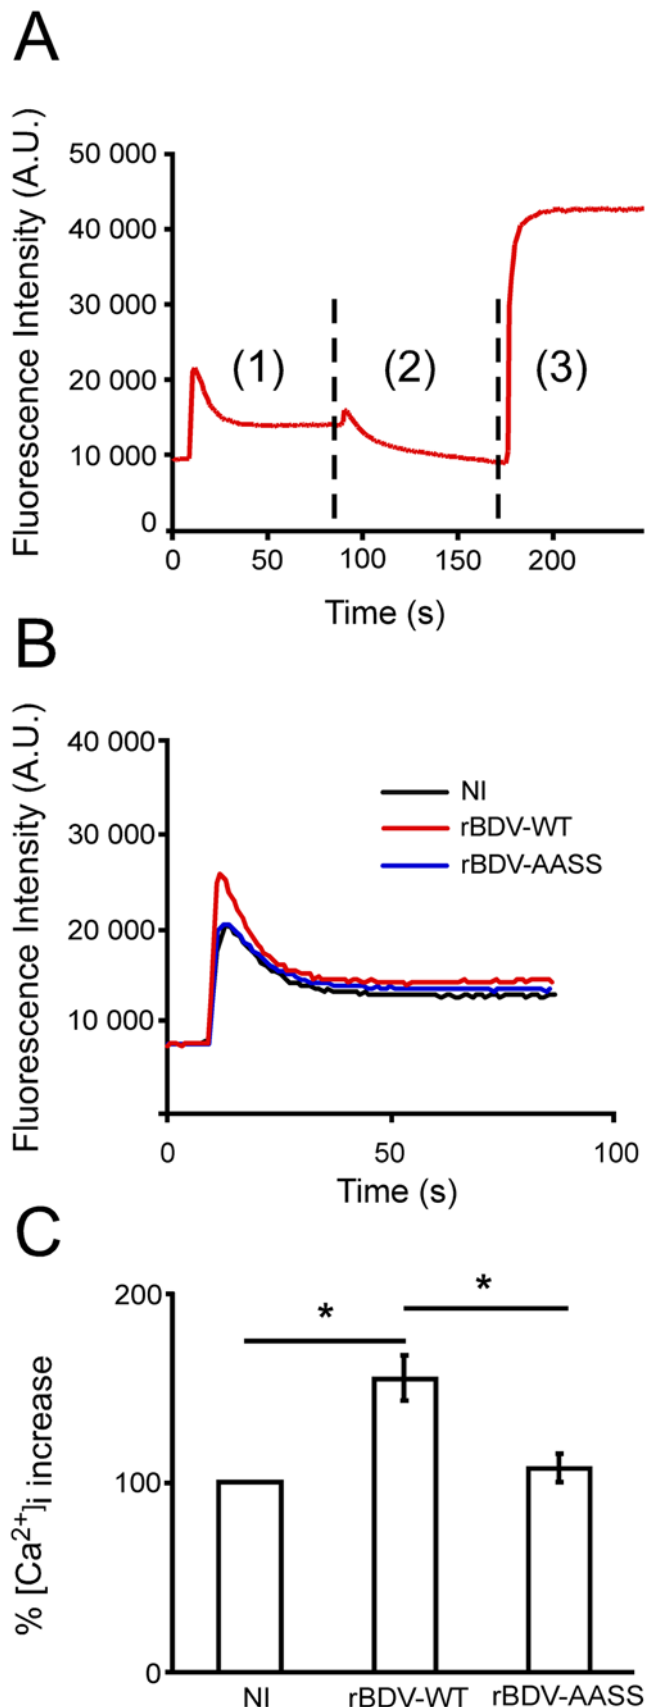 A
Fluorescence Intensity (A.U.)
50 000
40 000
30 000
20 000
10 000
0
(1)
(2)
(3)
0
50
100
150
200
Time (s)
B
Fluorescence Intensity (A.U.)
40 000
30 000
20 000
10 000
NI
rBDV-WT
rBDV-AASS
0
50
100
Time (s)
C
% [Ca²⁺]i increase
200
100
0
*
*
NI
rBDV-WT
rBDV-AASS